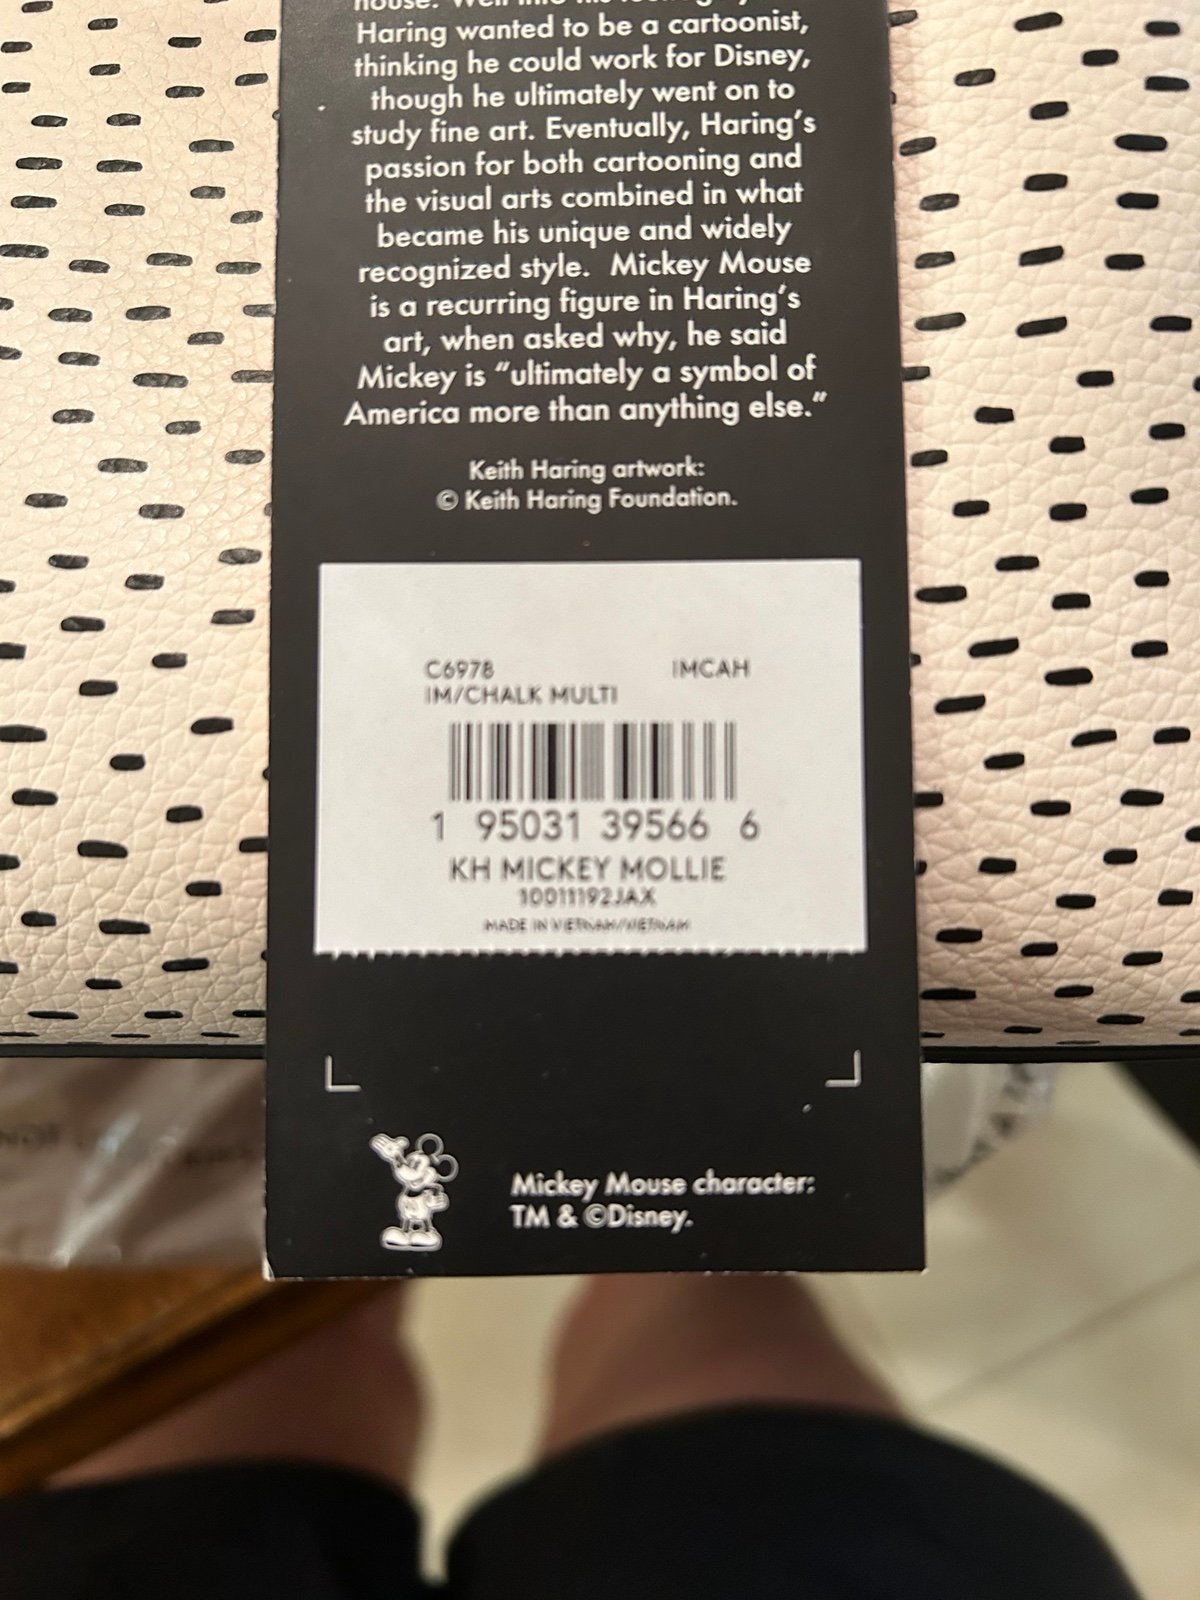 Haring wanted to be a cartoonist,
thinking he could work for Disney,
though he ultimately went on to
study fine art. Eventually, Haring's
passion for both cartooning and
the visual arts combined in what
became his unique and widely
recognized style. Mickey Mouse
is a recurring figure in Haring's
art, when asked why, he said
Mickey is "ultimately a symbol of
America more than anything else."
Keith Haring artwork:
© Keith Haring Foundation.
C6978 IMCAH
IM/CHALK MULTI
1 95031 39566 6
KH MICKEY MOLLIE
10011192JAX
MADE IN VIETNAM/VIETNAM
Mickey Mouse character:
TM & ©Disney.